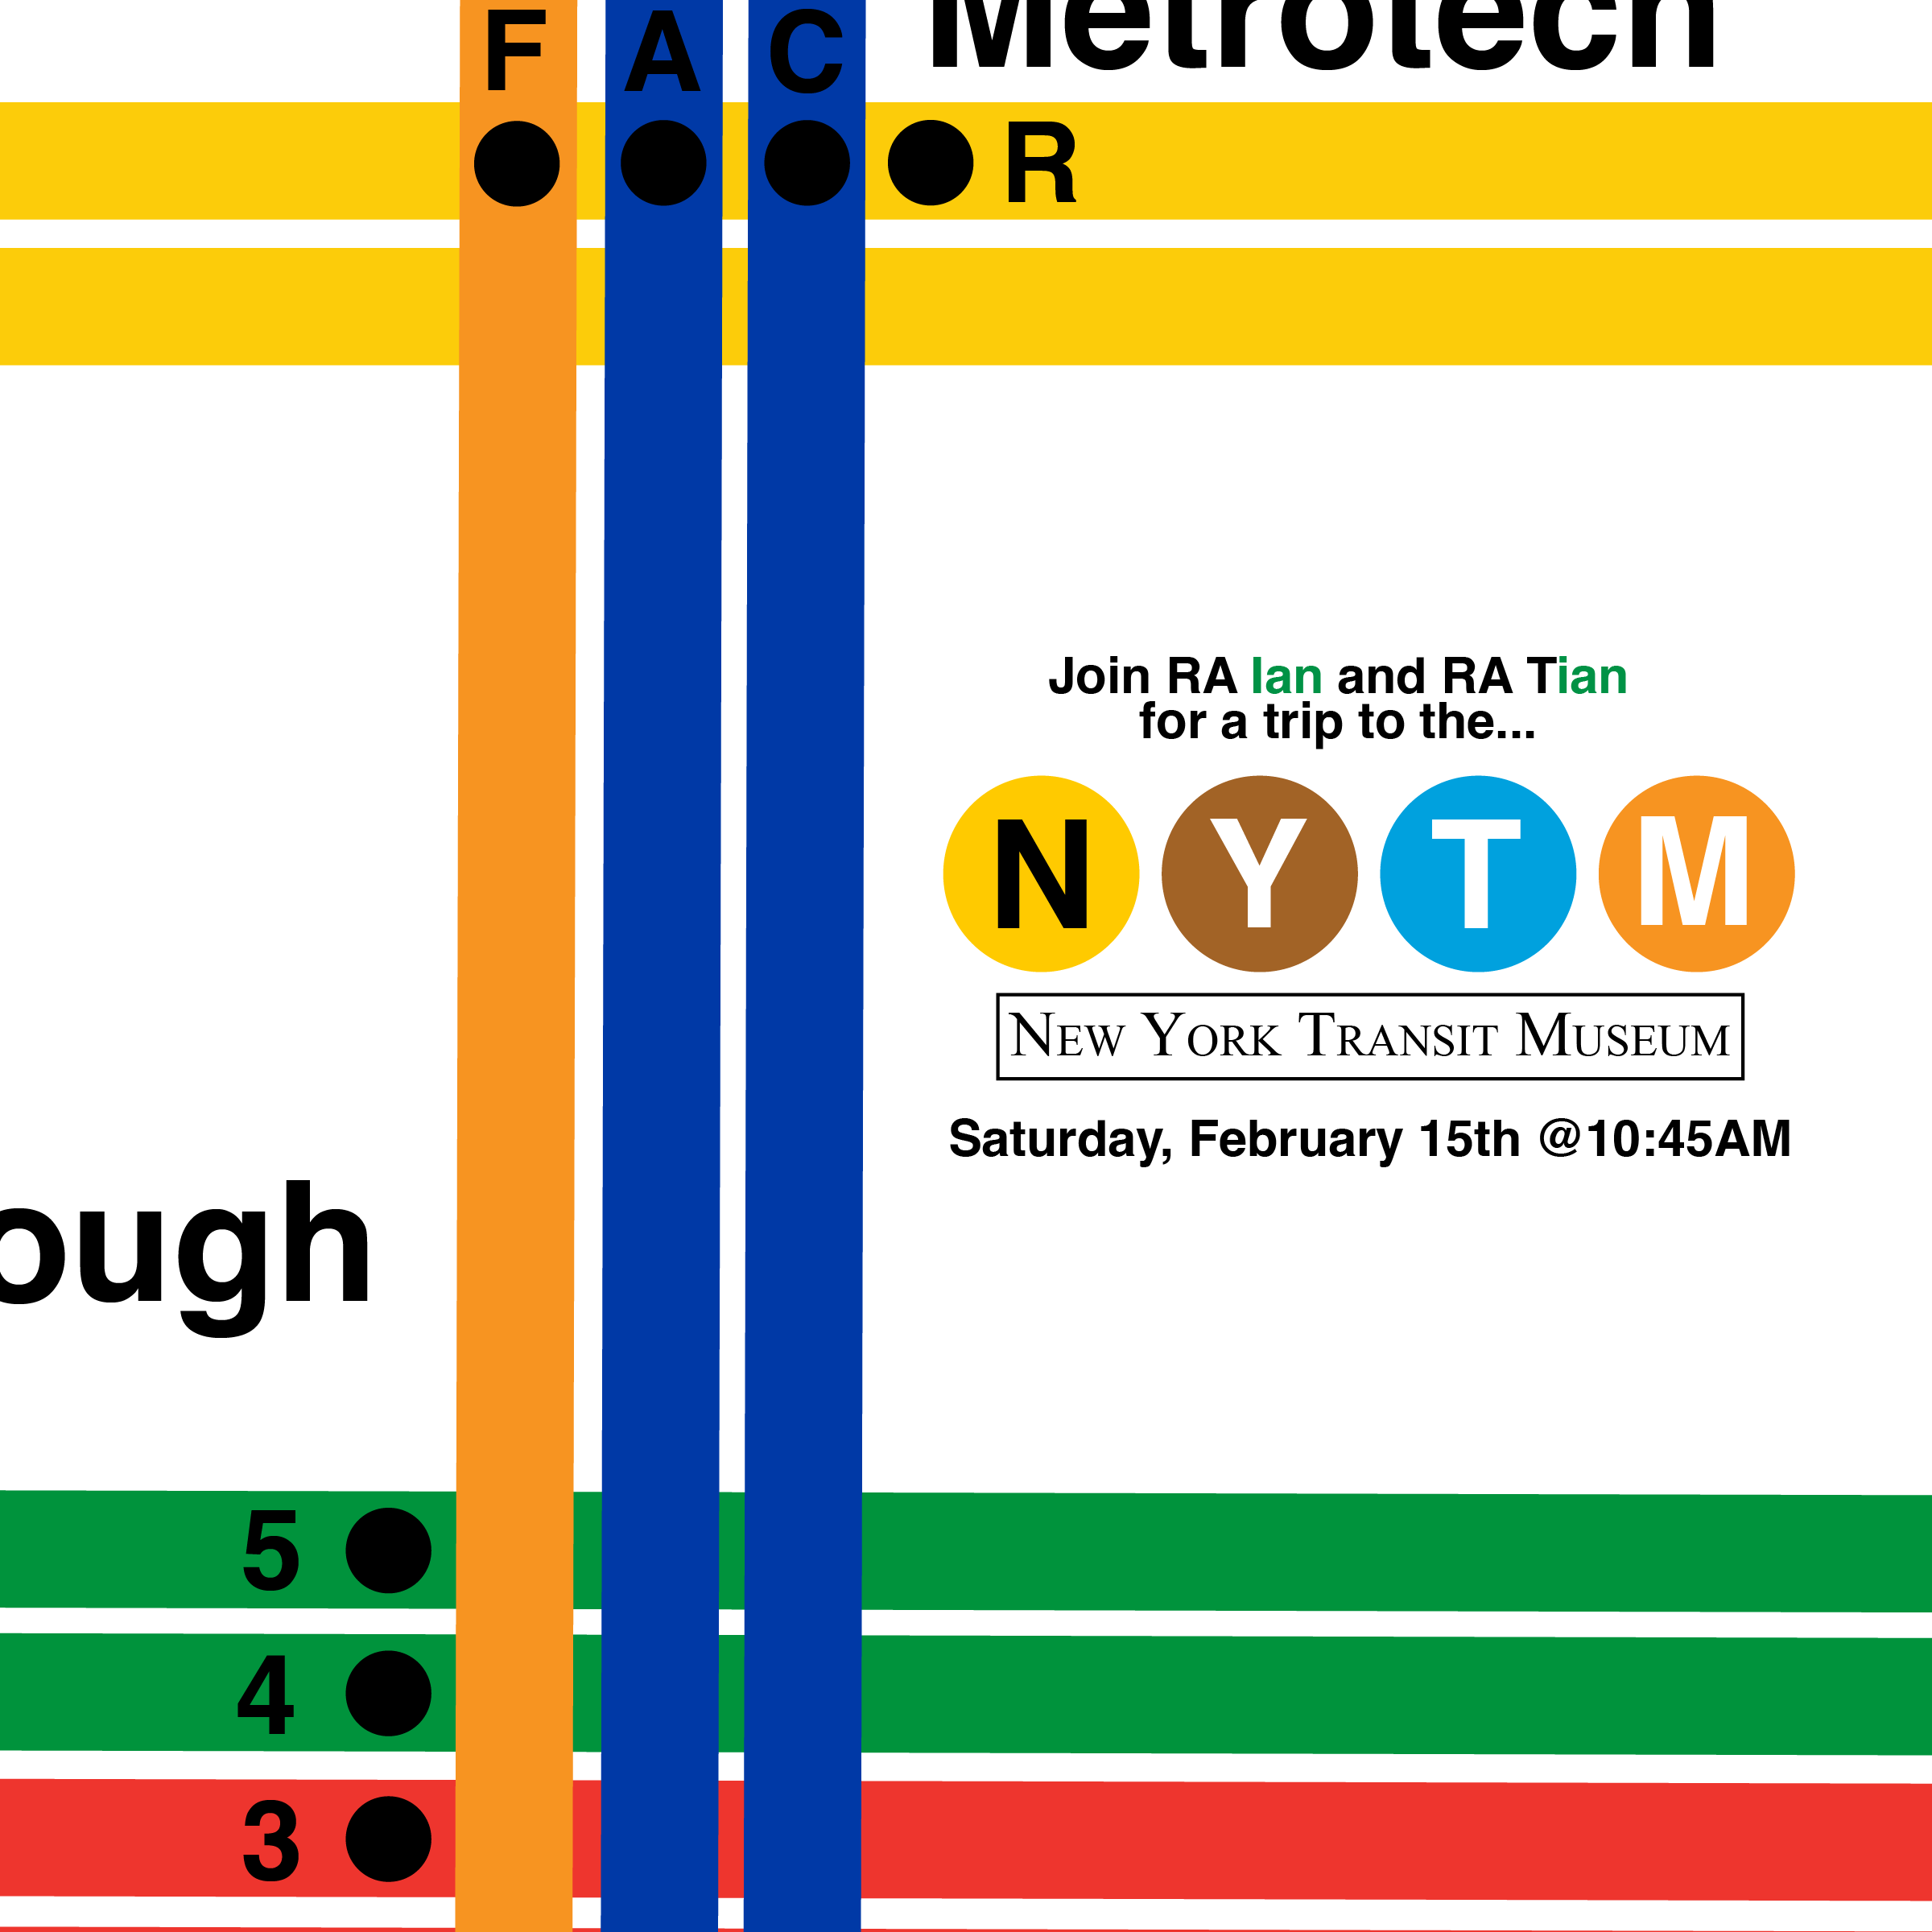 Metrotech
F A C
R
Join RA Ian and RA Tian
for a trip to the...
N Y T M
New York Transit Museum
Saturday, February 15th @10:45AM
ough
5
4
3